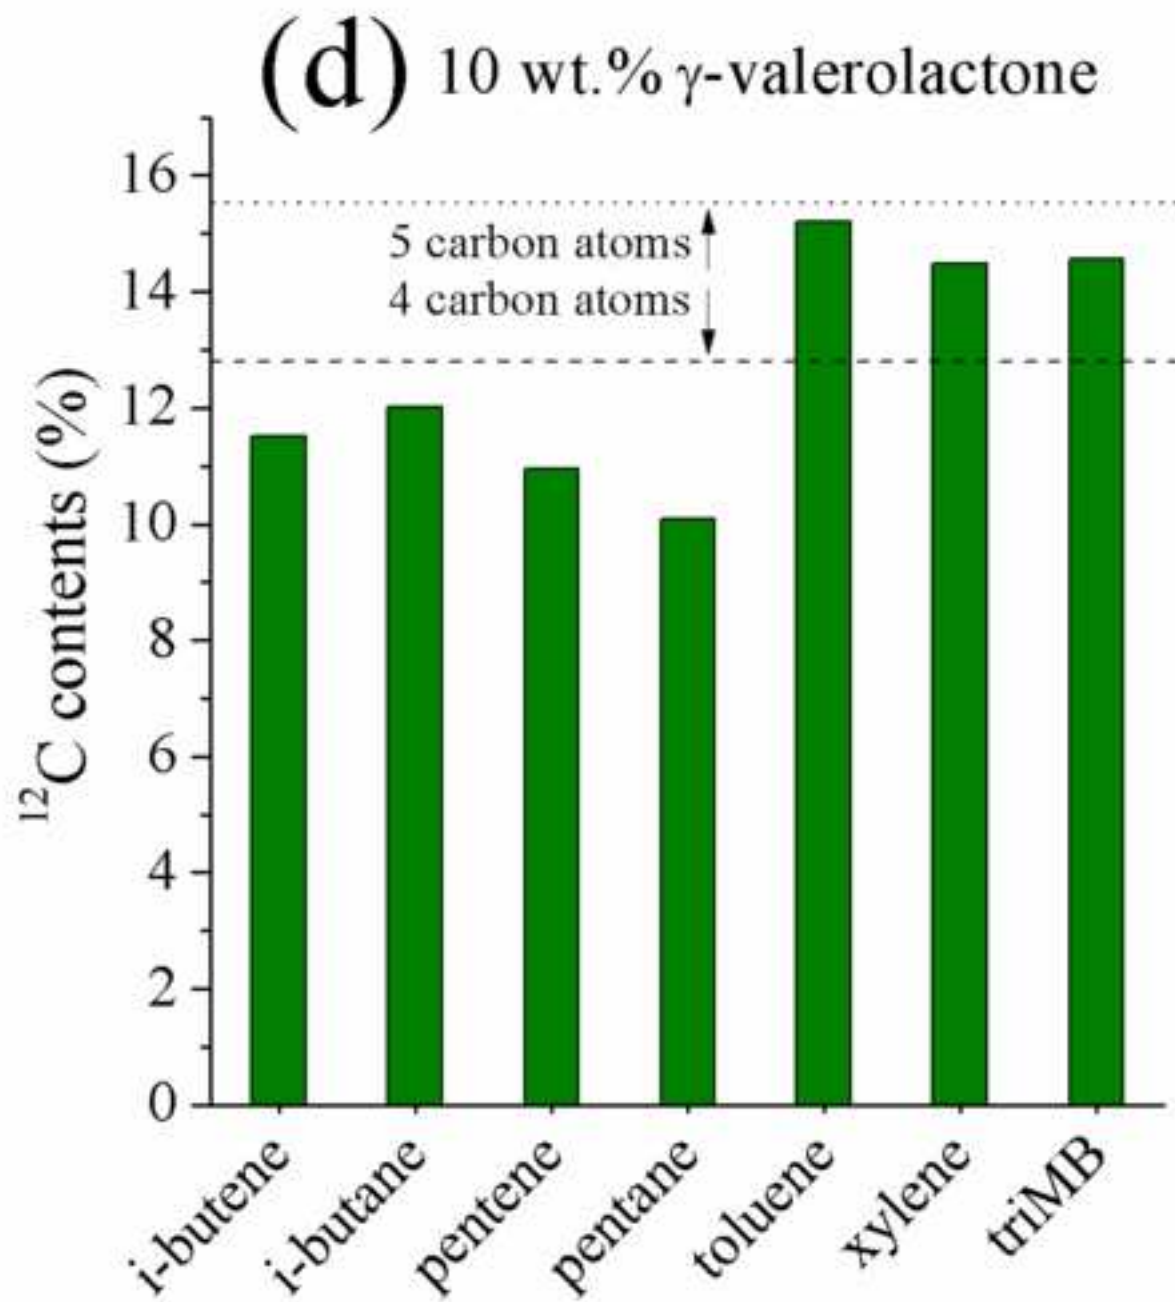 (d) 10 wt.% γ-valerolactone
16
5 carbon atoms
4 carbon atoms
14
12
10
8
6
4
2
0
¹²C contents (%)
i-butene
i-butane
pentene
pentane
toluene
xylene
triMB